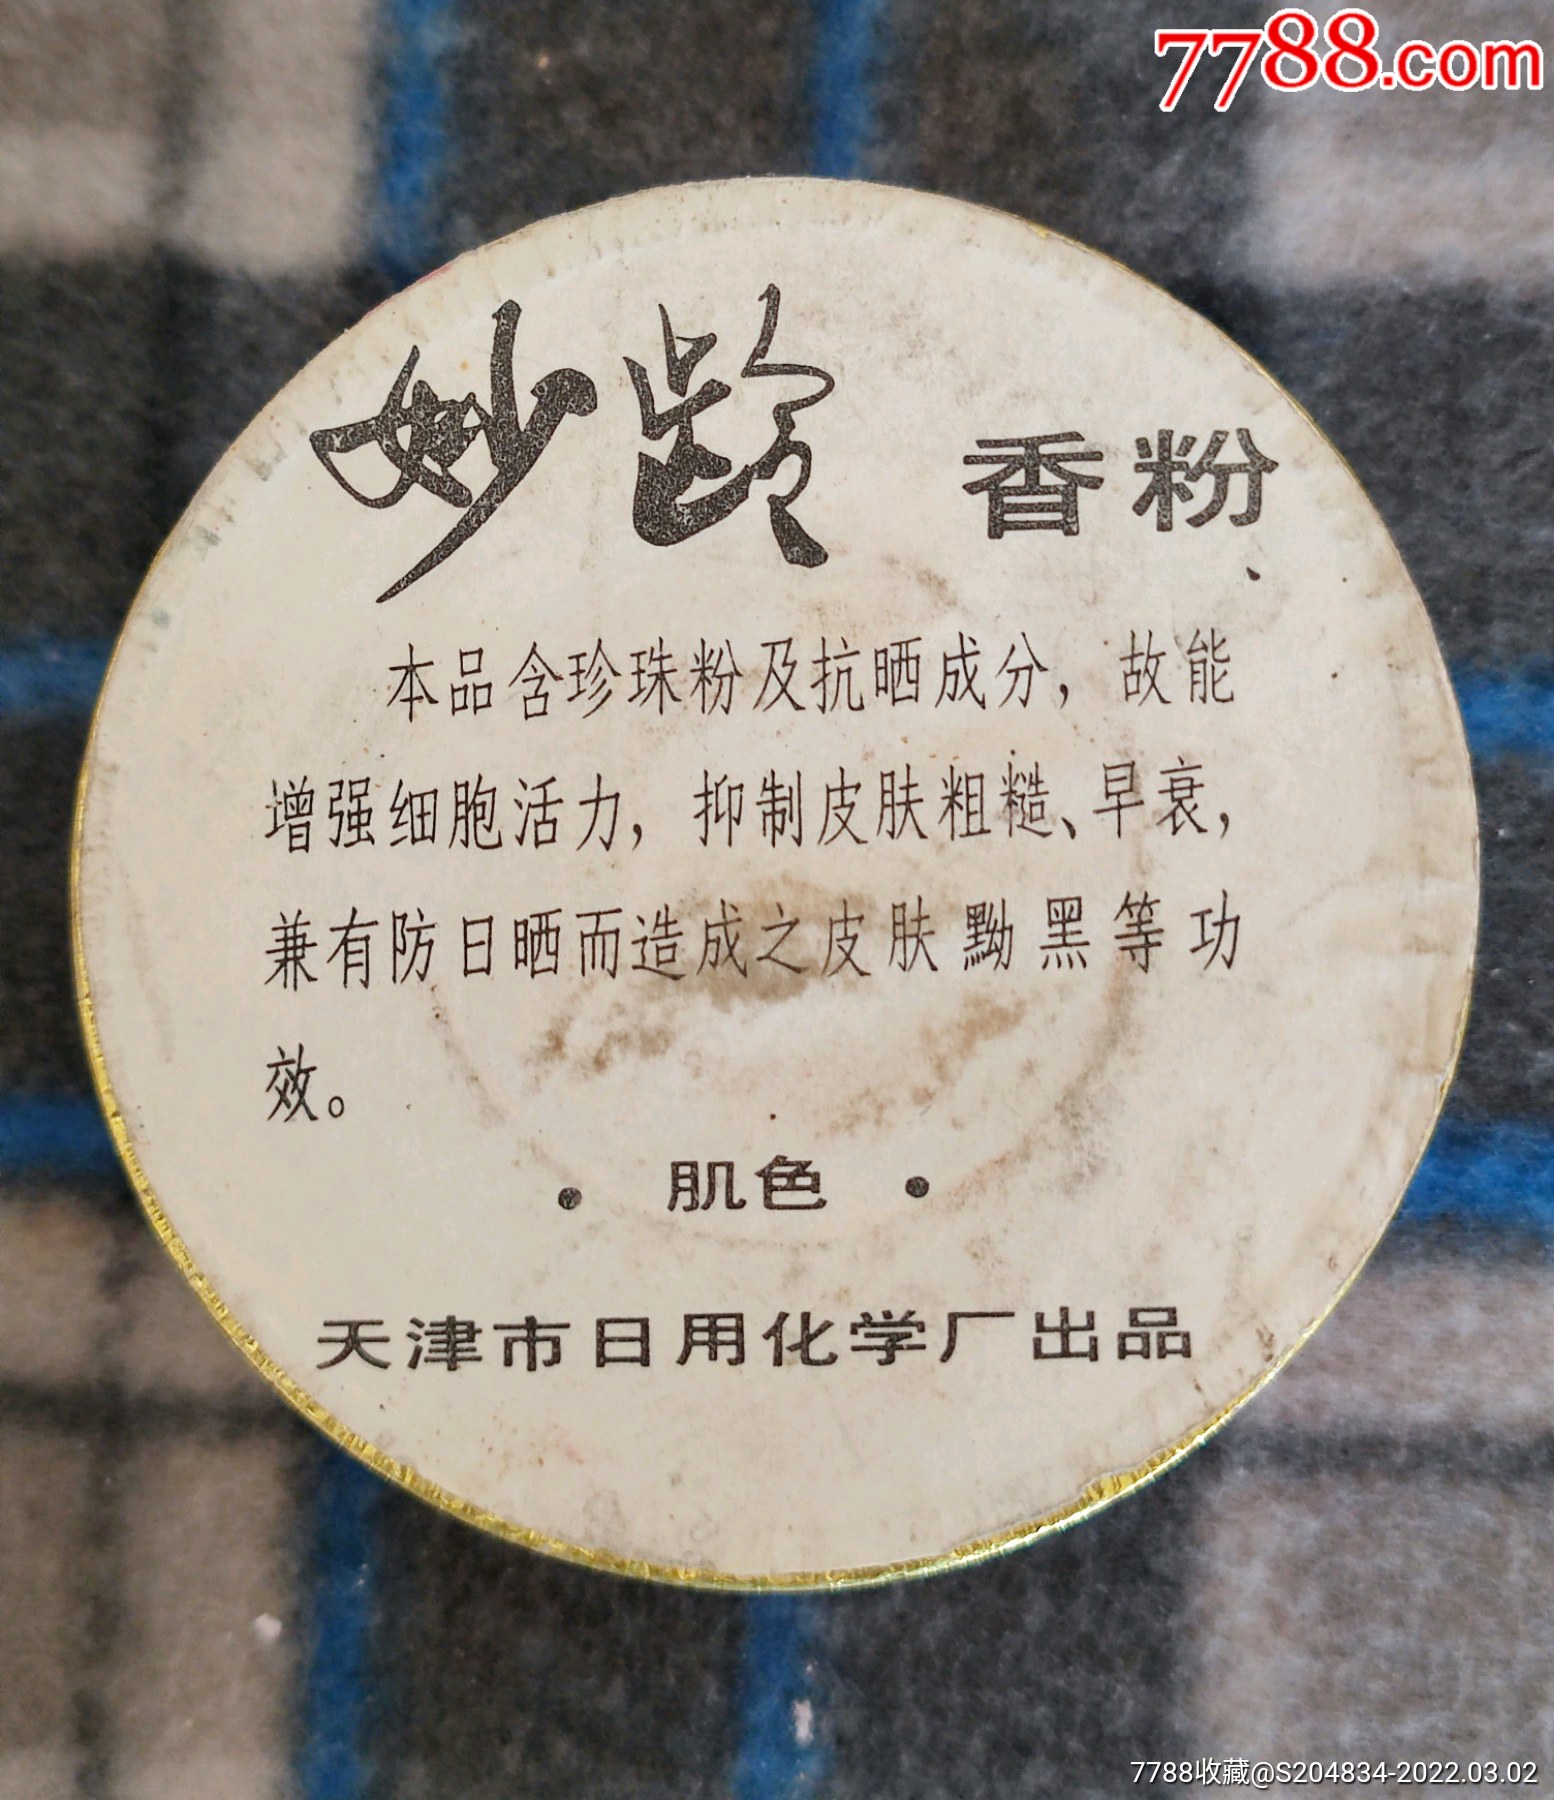 7788.com
妙龄 香粉
本品含珍珠粉及抗晒成分，故能
增强细胞活力，抑制皮肤粗糙、早衰，
兼有防日晒而造成之皮肤黝黑等功
效。
· 肌色 ·
天津市日用化学厂出品
7788收藏@S204834-2022.03.02